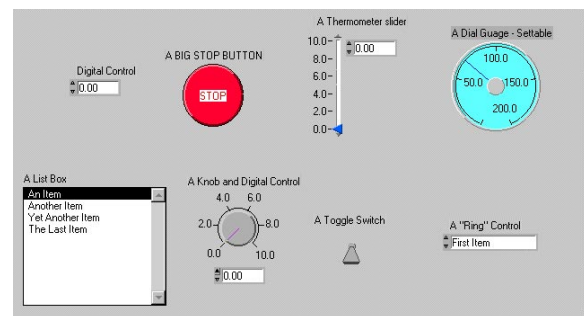 A Thermometer slider
A Dial Guage - Settable
10.0
0.00
8.0
6.0
4.0
2.0
0.0
100.0
50.0
150.0
200.0
A BIG STOP BUTTON
STOP
Digital Control
0.00
A List Box
An Item
Another Item
Yet Another Item
The Last Item
A Knob and Digital Control
4.0 6.0
2.0 8.0
0.0 10.0
0.00
A Toggle Switch
A "Ring" Control
First Item